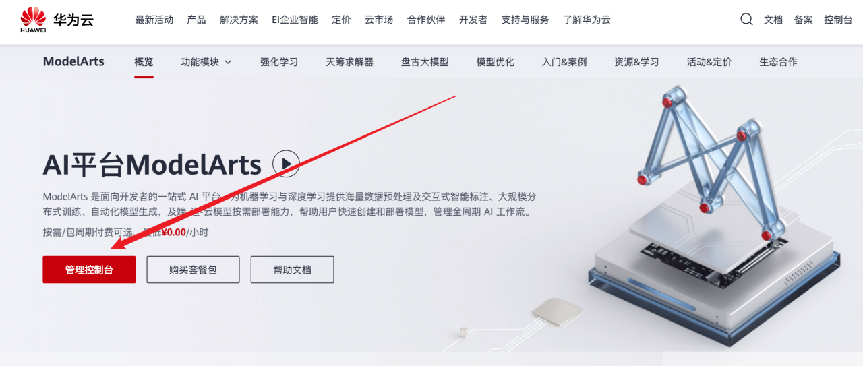 HUAWEI
华为云
最新活动 产品 解决方案 EI企业智能 定价 云市场 合作伙伴 开发者 支持与服务 了解华为云
文档 备案 控制台
ModelArts 概览 功能模块 强化学习 天筹求解器 盘古大模型 模型优化 入门&案例 资源&学习 活动&定价 生态合作
AI平台ModelArts
ModelArts 是面向开发者的一站式 AI 平台 为机器学习与深度学习提供海量数据预处理及交互式智能标注、大规模分
布式训练、自动化模型生成,及端 云模型按需部署能力,帮助用户快速创建和部署模型,管理全周期 AI 工作流。
按需/包周期付费可选 低¥0.00/小时
管理控制台 购买套餐包 帮助文档